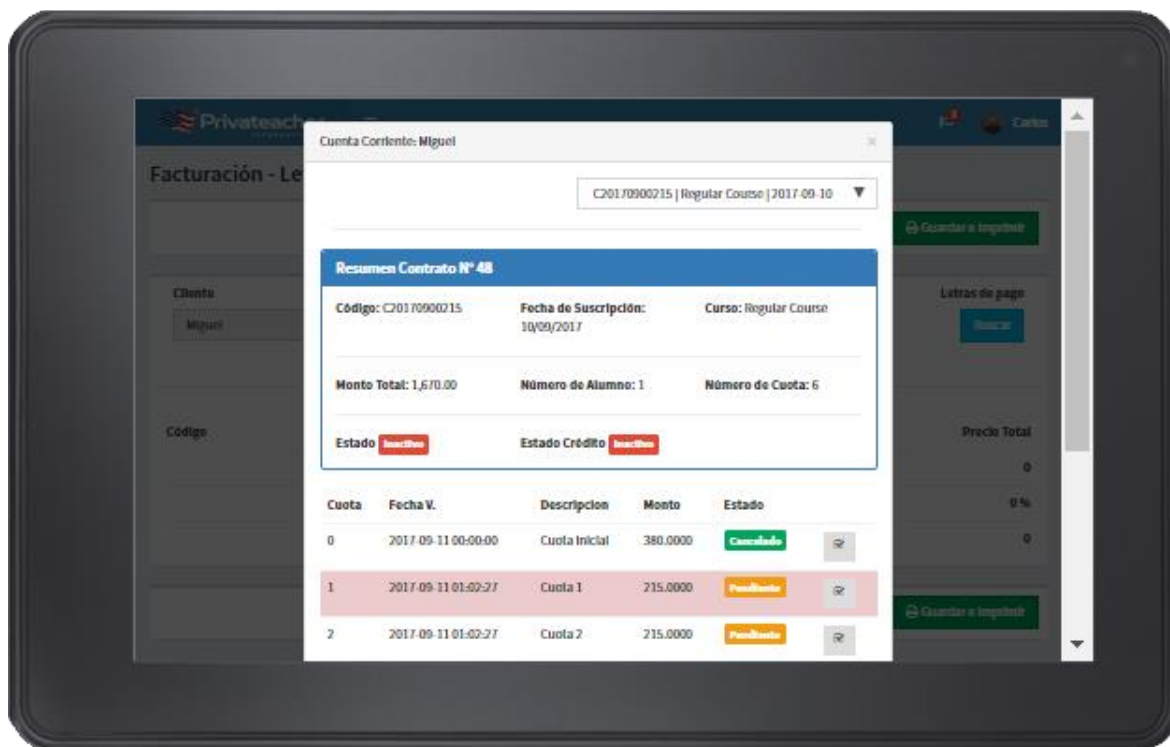 Privateach
Carlos
Cuenta Corriente: Miguel
×
Facturación - Le
C20170900215 | Regular Course | 2017-09-10
Guardar e Imprimir
Resumen Contrato N° 48
Cliente
Letras de pago
Código: C20170900215
Fecha de Suscripción:
10/09/2017
Curso: Regular Course
Miguel
Buscar
Monto Total: 1,670.00
Número de Alumno: 1
Número de Cuota: 6
Código
Precio Total
Estado Inactivo
Estado Crédito Inactivo
0
0 %
0
Cuota Fecha V. Descripcion Monto Estado
0 2017-09-11 00:00:00 Cuota Inicial 380.0000 Cancelado
1 2017-09-11 01:02:27 Cuota 1 215.0000 Pendiente
2 2017-09-11 01:02:27 Cuota 2 215.0000 Pendiente
Guardar e Imprimir